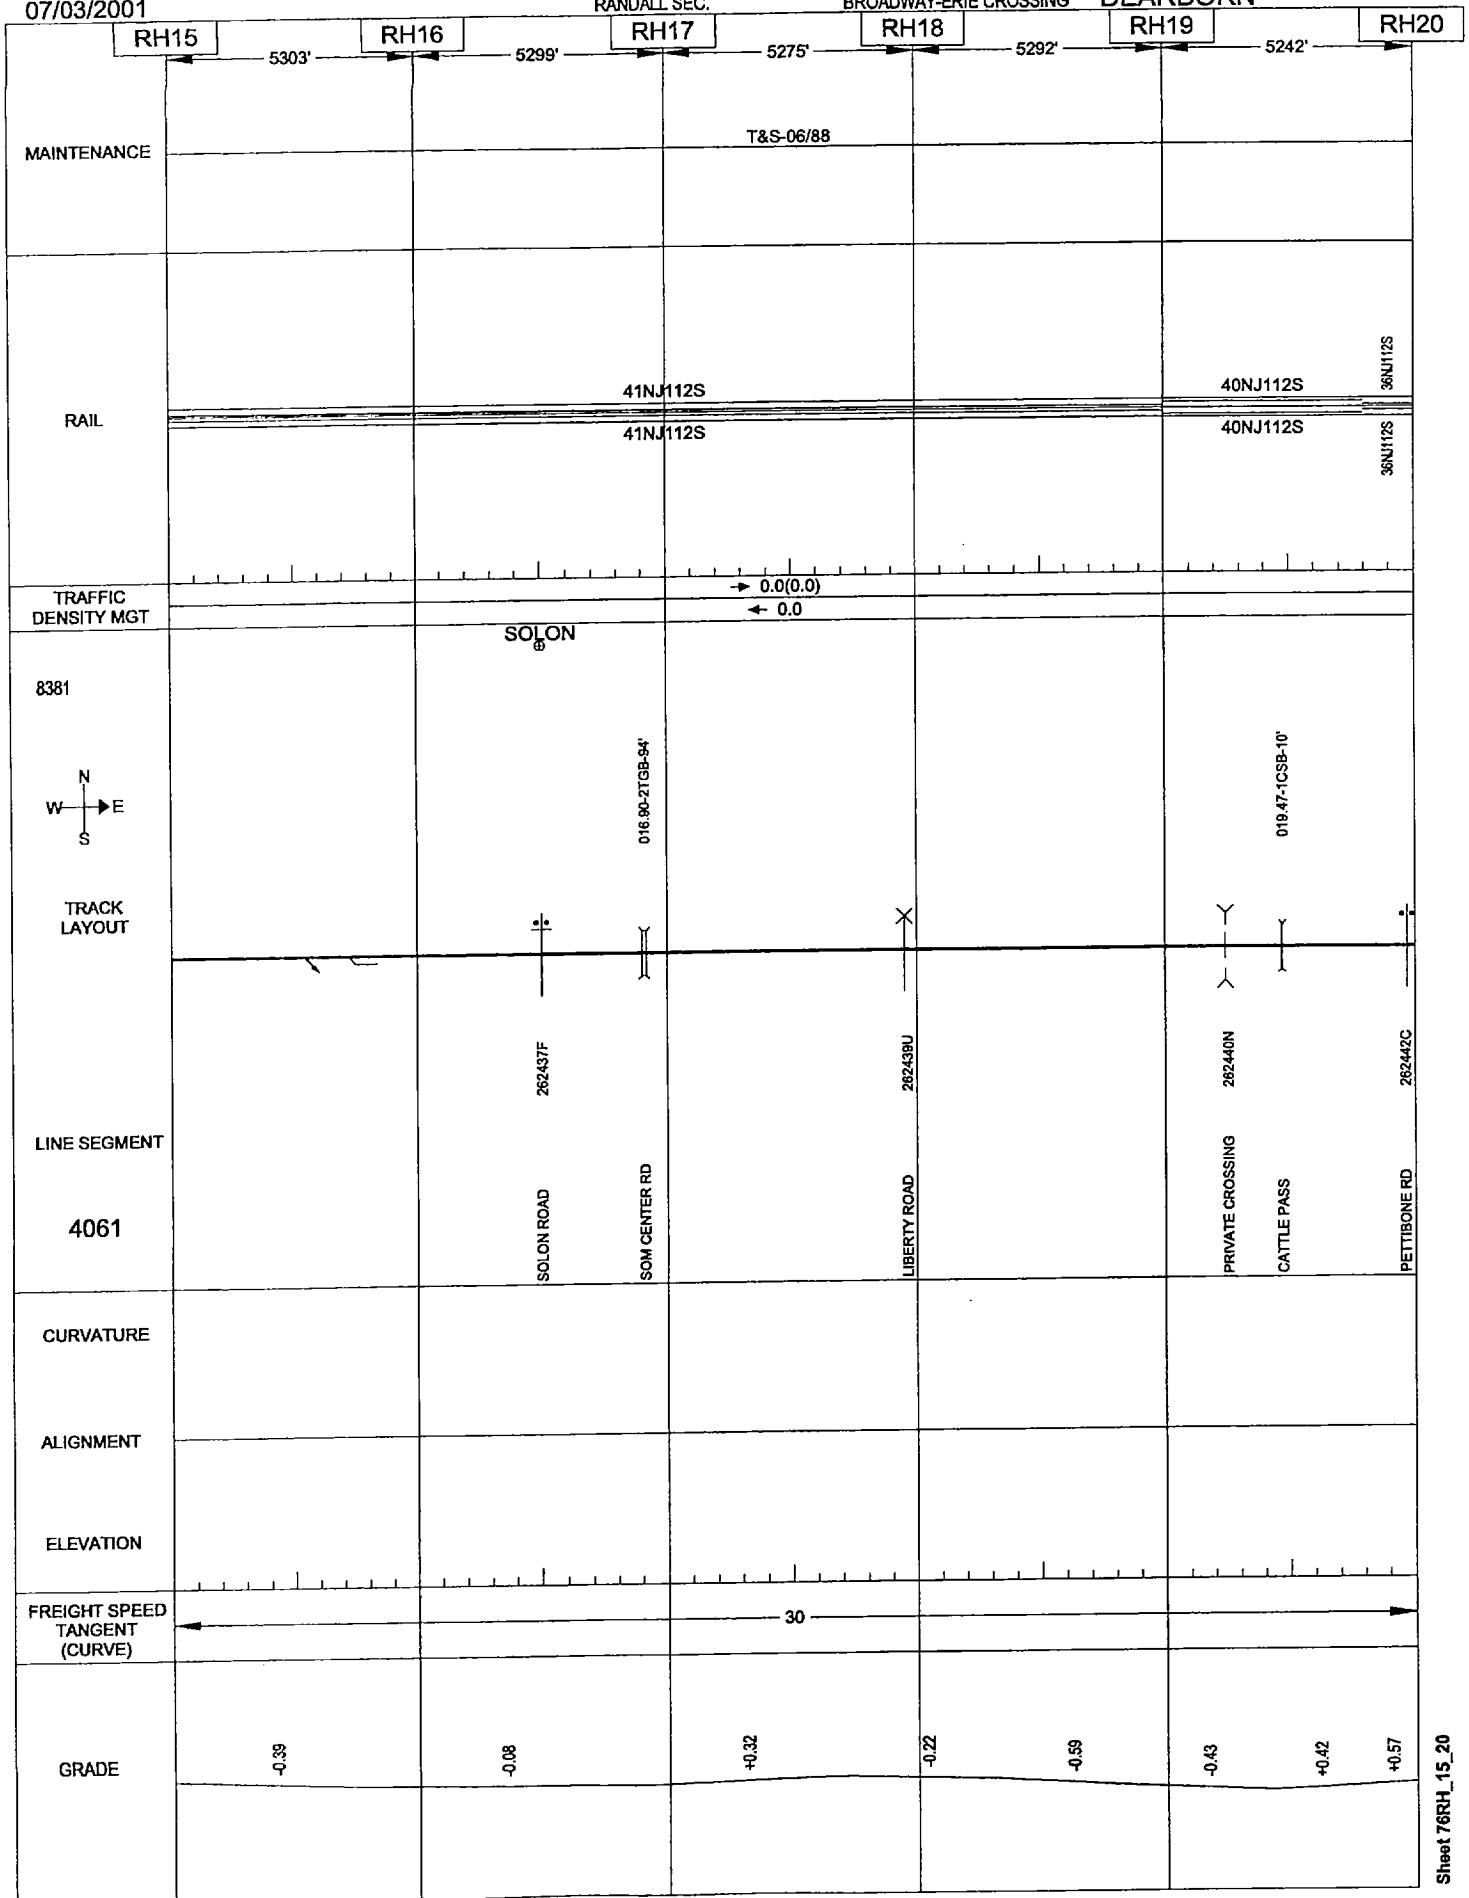 07/03/2001
RANDALL SEC.
BROADWAY-ERIE CROSSING
DEARBORN
RH15
RH16
RH17
RH18
RH19
RH20
5303'
5299'
5275'
5292'
5242'
MAINTENANCE
T&S-06/88
RAIL
41NJ112S
40NJ112S
36NJ112S
41NJ112S
40NJ112S
36NJ112S
TRAFFIC
DENSITY MGT
→ 0.0(0.0)
← 0.0
SOLON
8381
N
W E
S
016.90-2TGB-94'
019.47-1CSB-10'
TRACK
LAYOUT
262437F
262439U
262440N
262442C
LINE SEGMENT
4061
SOLON ROAD
SOM CENTER RD
LIBERTY ROAD
PRIVATE CROSSING
CATTLE PASS
PETTIBONE RD
CURVATURE
ALIGNMENT
ELEVATION
FREIGHT SPEED
TANGENT
(CURVE)
30
GRADE
-0.39
-0.08
+0.32
-0.22
-0.59
-0.43
+0.42
+0.57
Sheet 76RH_15_20